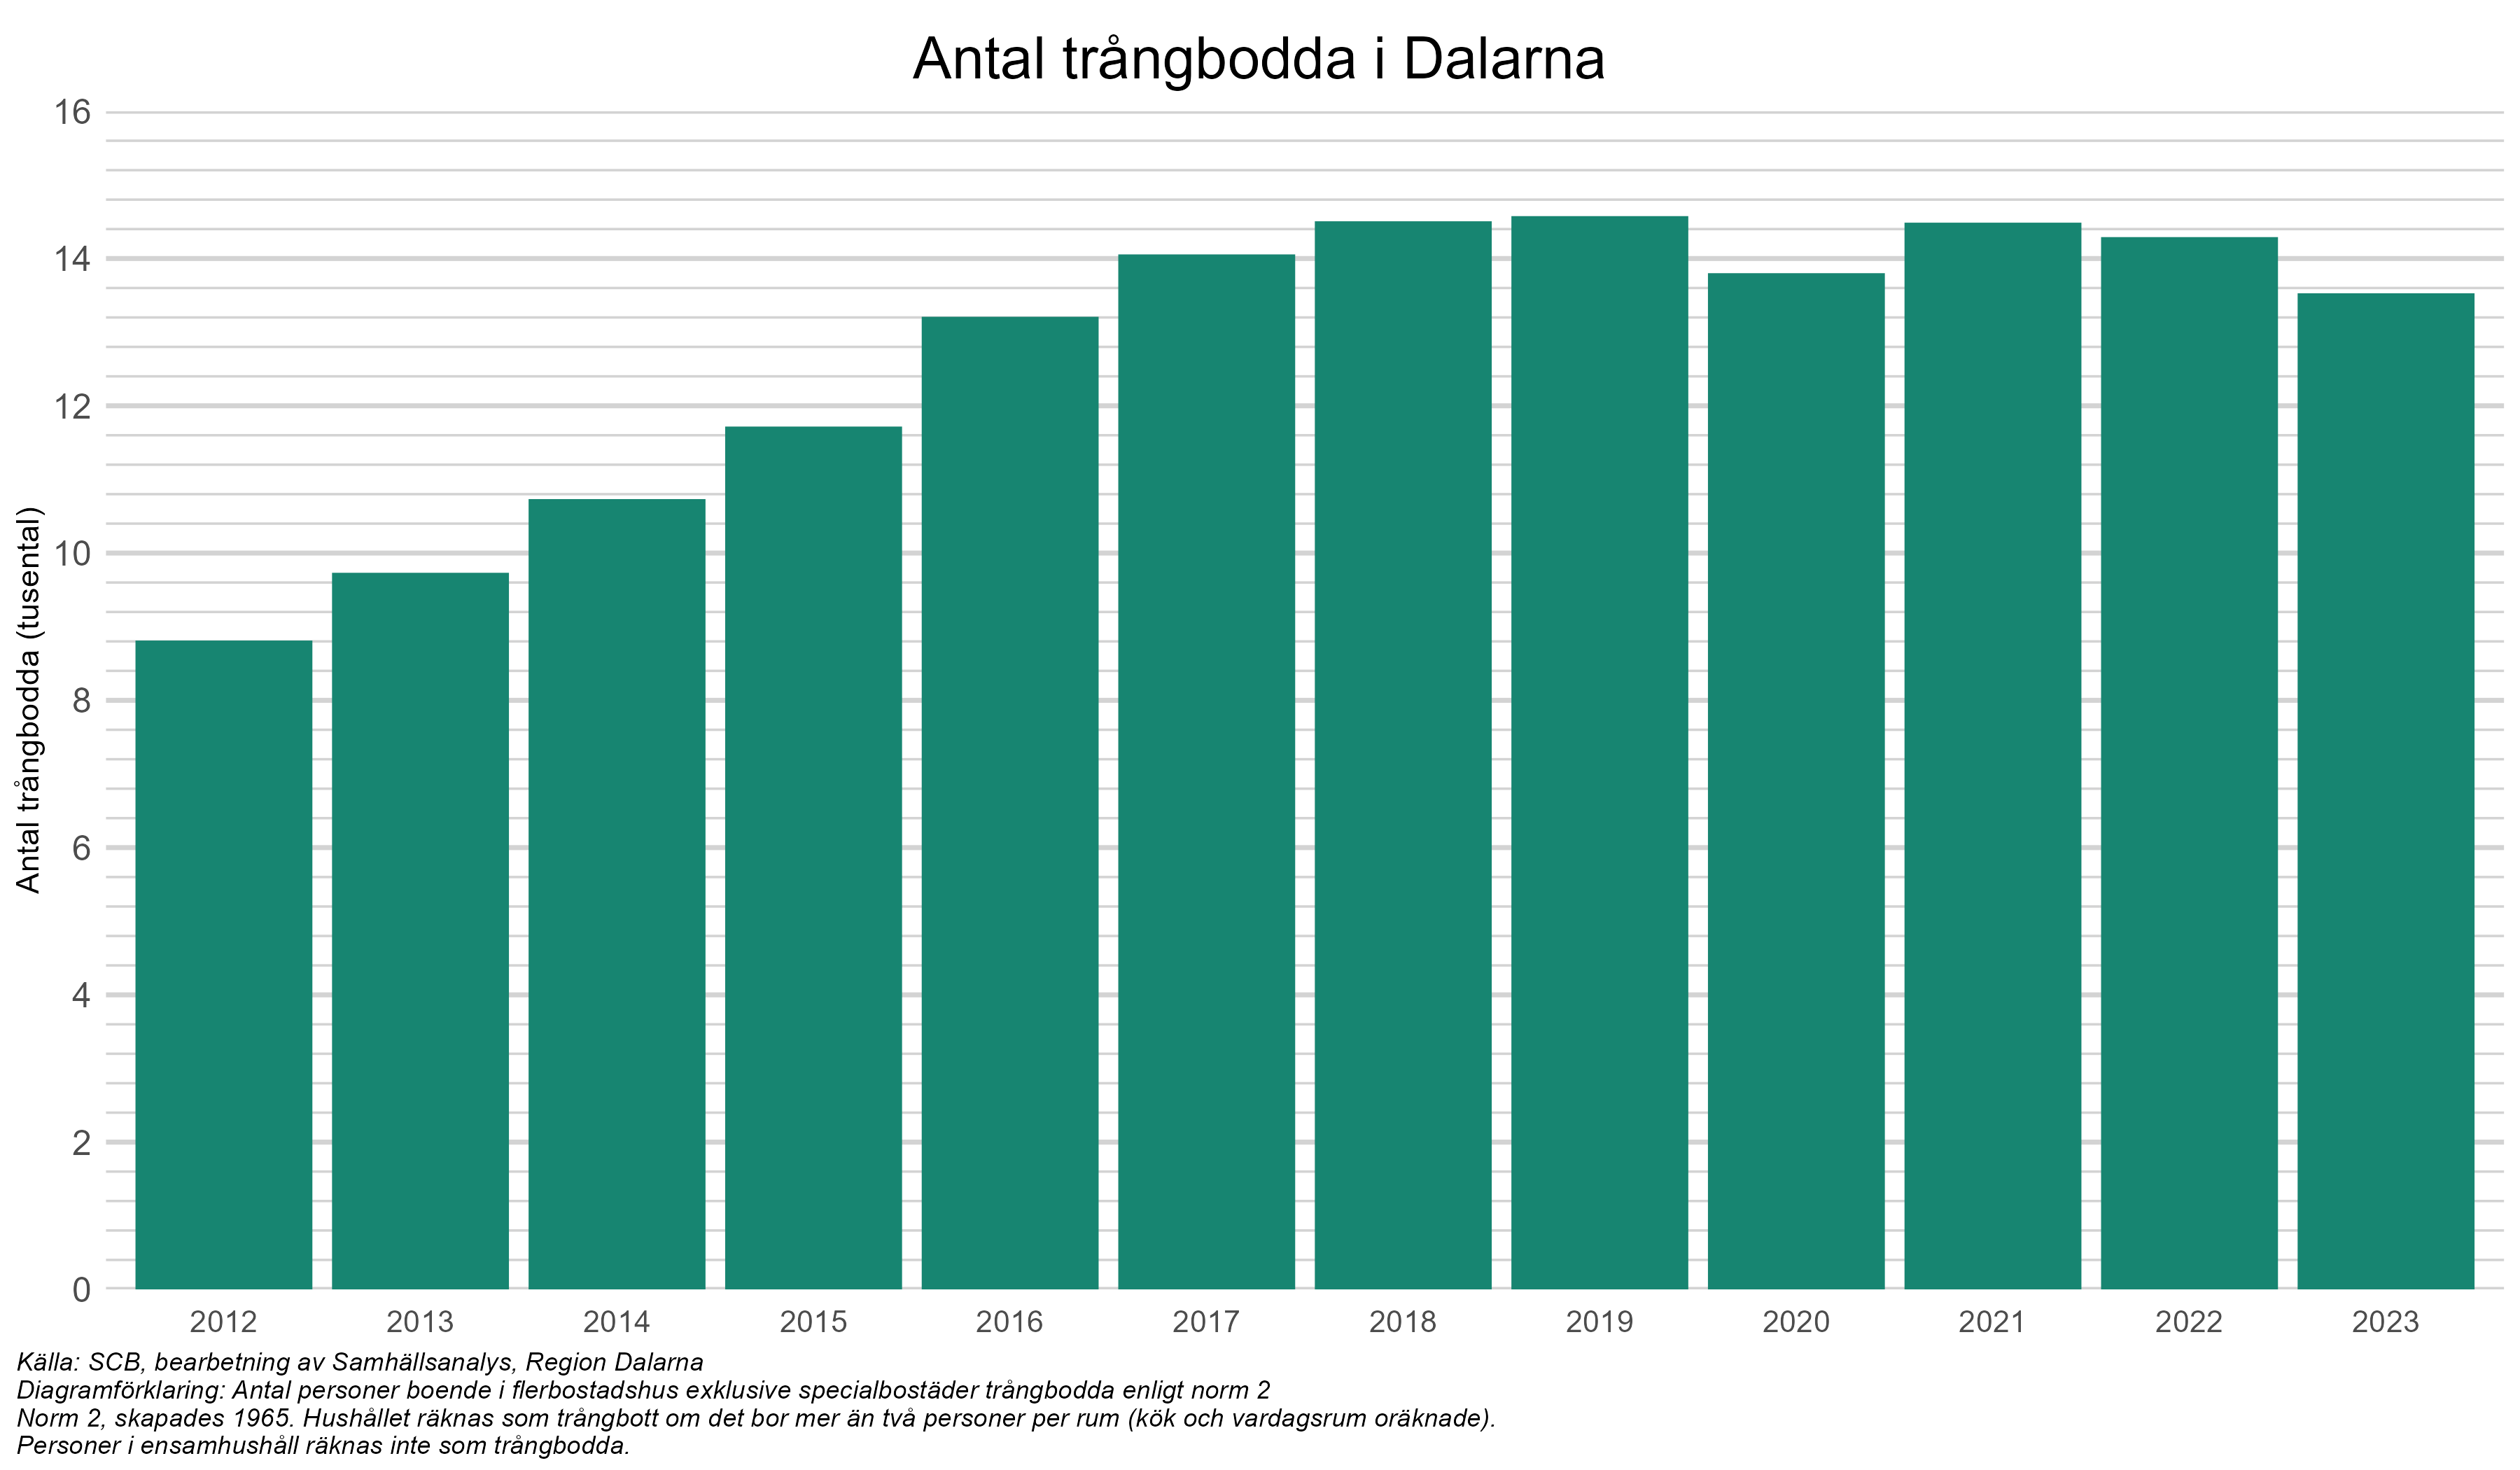 Antal trångbodda i Dalarna
Antal trångbodda (tusental)
16
14
12
10
8
6
4
2
0
2012 2013 2014 2015 2016 2017 2018 2019 2020 2021 2022 2023
Källa: SCB, bearbetning av Samhällsanalys, Region Dalarna
Diagramförklaring: Antal personer boende i flerbostadshus exklusive specialbostäder trångbodda enligt norm 2
Norm 2, skapades 1965. Hushållet räknas som trångbott om det bor mer än två personer per rum (kök och vardagsrum oräknade).
Personer i ensamhushåll räknas inte som trångbodda.